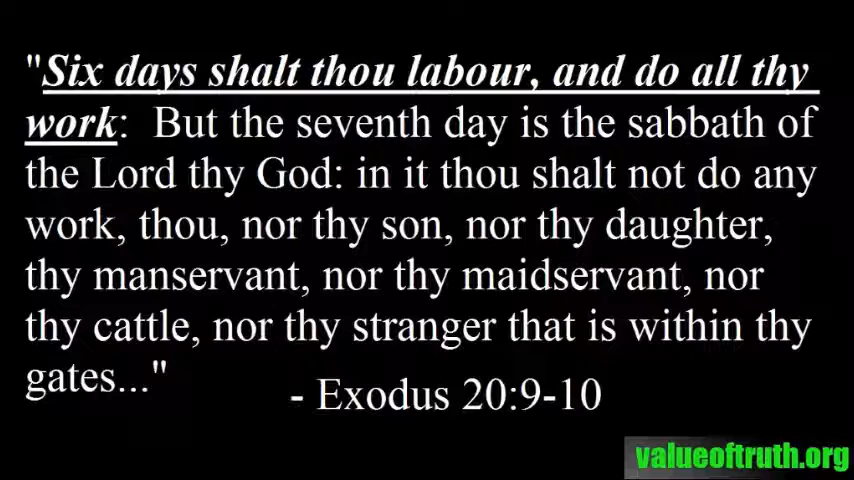 "Six days shalt thou labour, and do all thy
work:  But the seventh day is the sabbath of
the Lord thy God: in it thou shalt not do any
work, thou, nor thy son, nor thy daughter,
thy manservant, nor thy maidservant, nor
thy cattle, nor thy stranger that is within thy
gates..."
- Exodus 20:9-10
valueoftruth.org